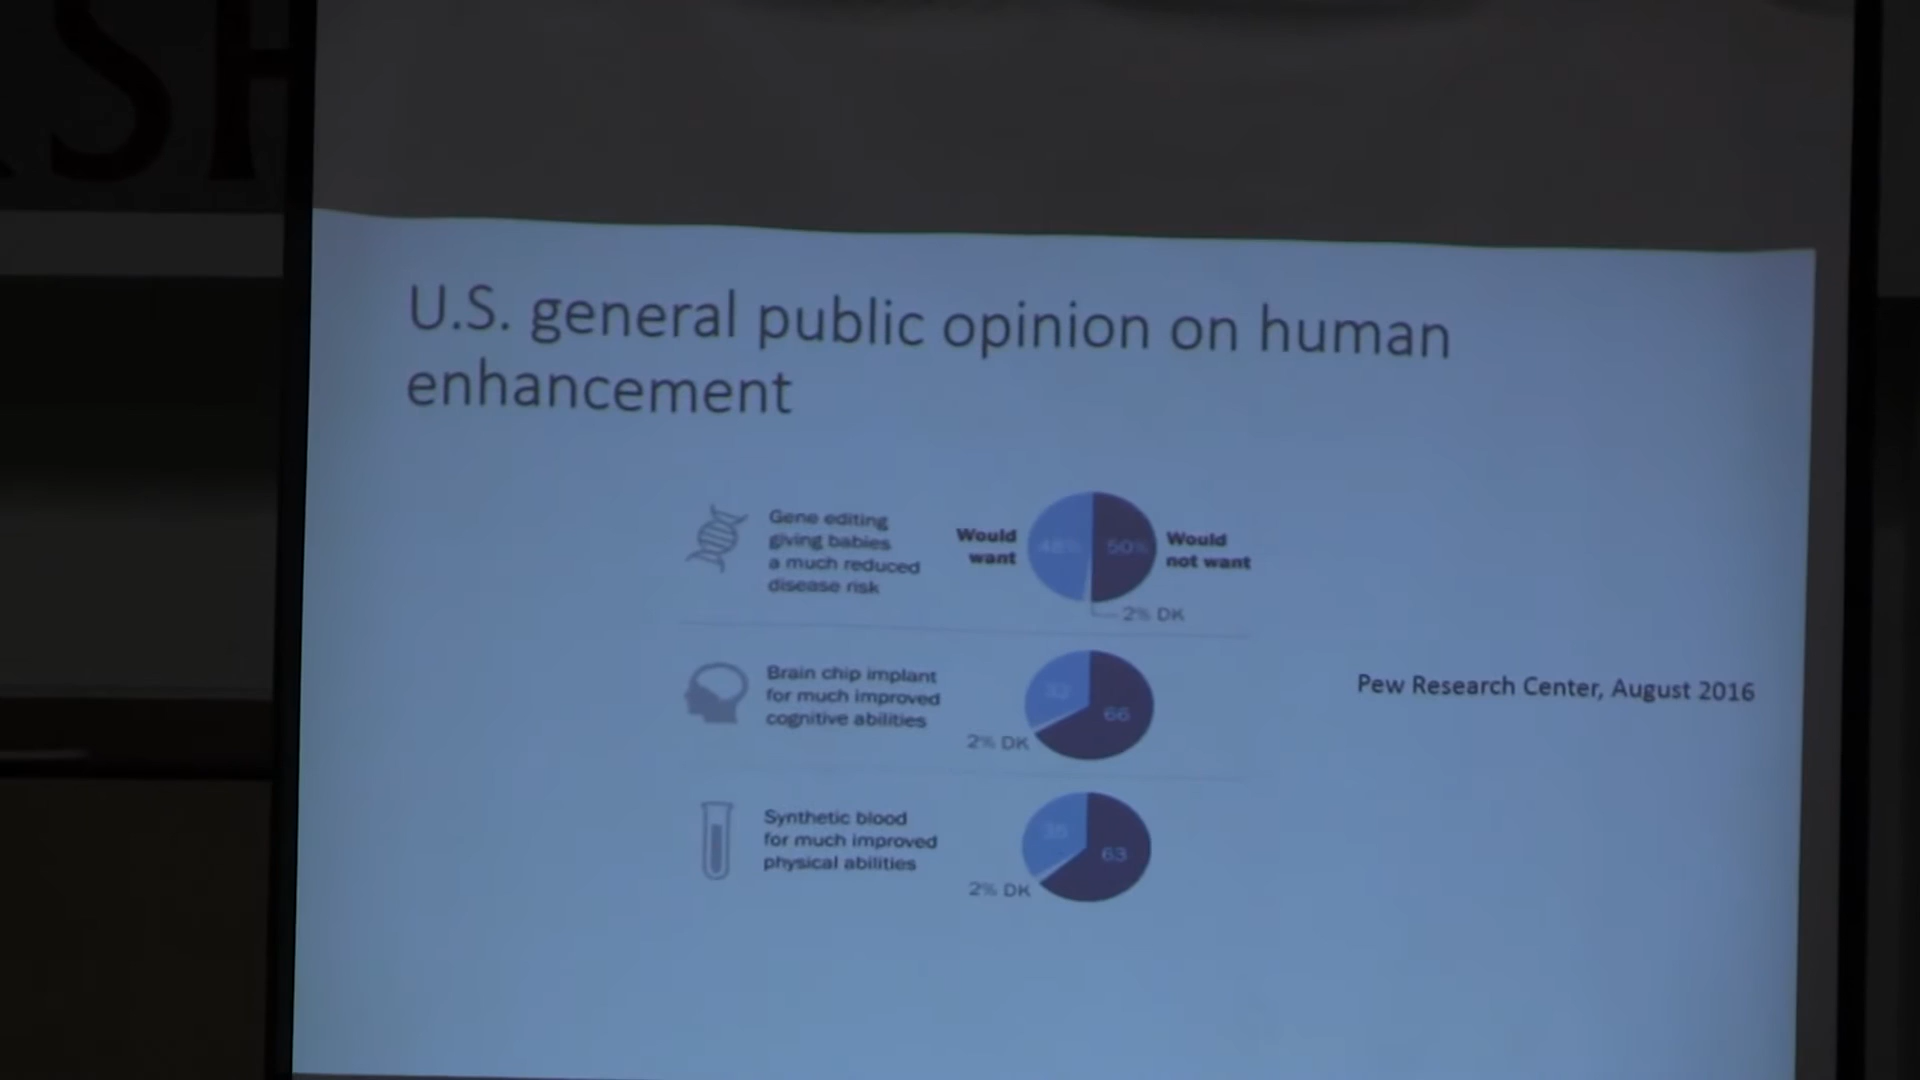 SH
U.S. general public opinion on human
enhancement
Gene editing
giving babies
a much reduced
disease risk
Would
want
48%
50%
Would
not want
2% DK
Brain chip implant
for much improved
cognitive abilities
32
66
2% DK
Pew Research Center, August 2016
Synthetic blood
for much improved
physical abilities
35
63
2% DK